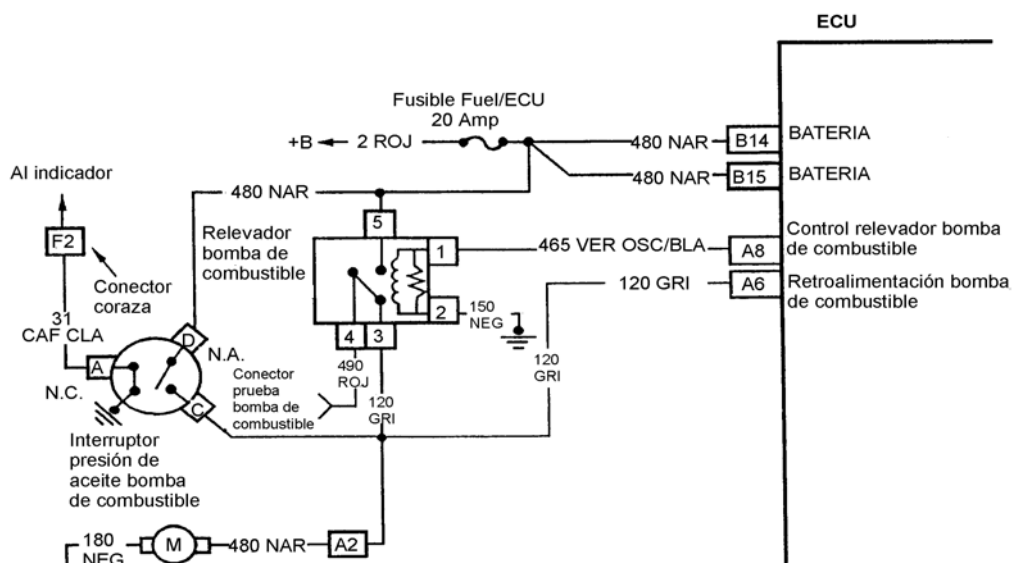 ECU
Fusible Fuel/ECU
20 Amp
+B
2 ROJ
480 NAR
B14
BATERIA
480 NAR
B15
BATERIA
Al indicador
480 NAR
F2
Conector
coraza
Relevador
bomba de
combustible
5
1
465 VER OSC/BLA
A8
Control relevador bomba
de combustible
120 GRI
A6
Retroalimentación bomba
de combustible
2
150
NEG
31
CAF CLA
D
N.A.
A
N.C.
C
4
3
490
ROJ
Conector
prueba
bomba de
combustible
120
GRI
120
GRI
Interruptor
presión de
aceite bomba
de combustible
180
NEG
M
480 NAR
A2